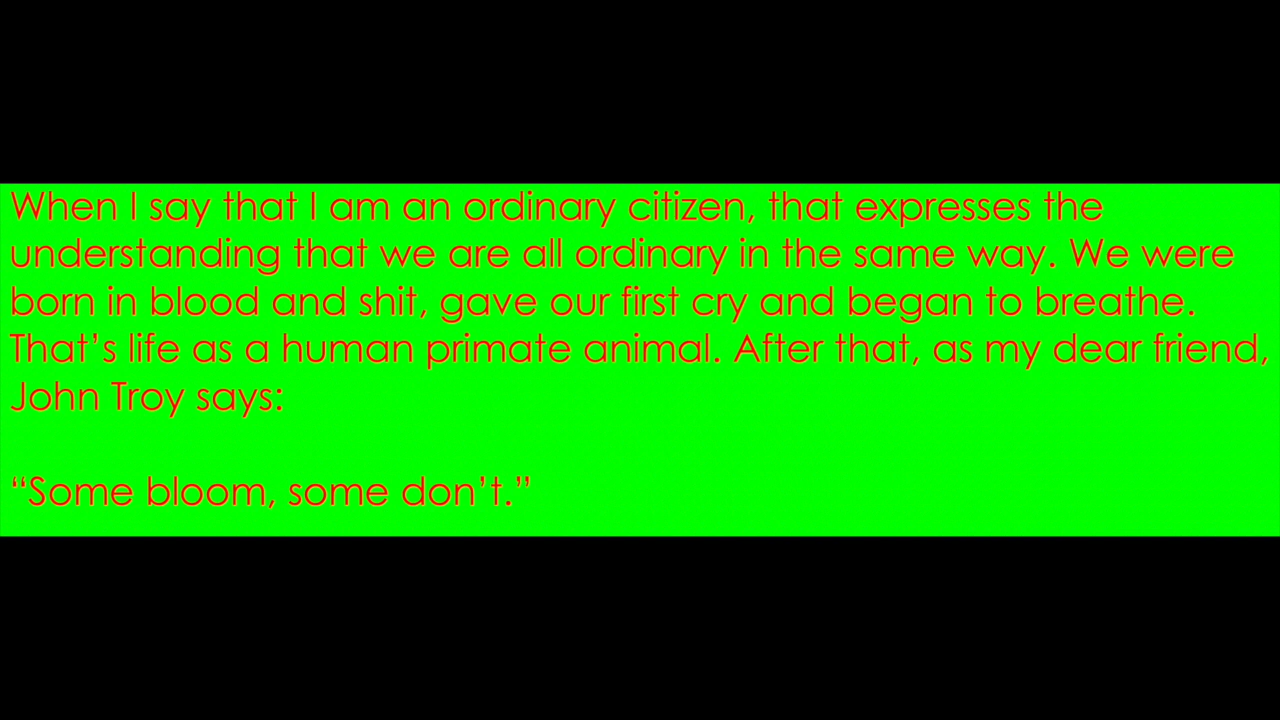 When I say that I am an ordinary citizen, that expresses the
understanding that we are all ordinary in the same way. We were
born in blood and shit, gave our first cry and began to breathe.
That’s life as a human primate animal. After that, as my dear friend,
John Troy says:
“Some bloom, some don’t.”